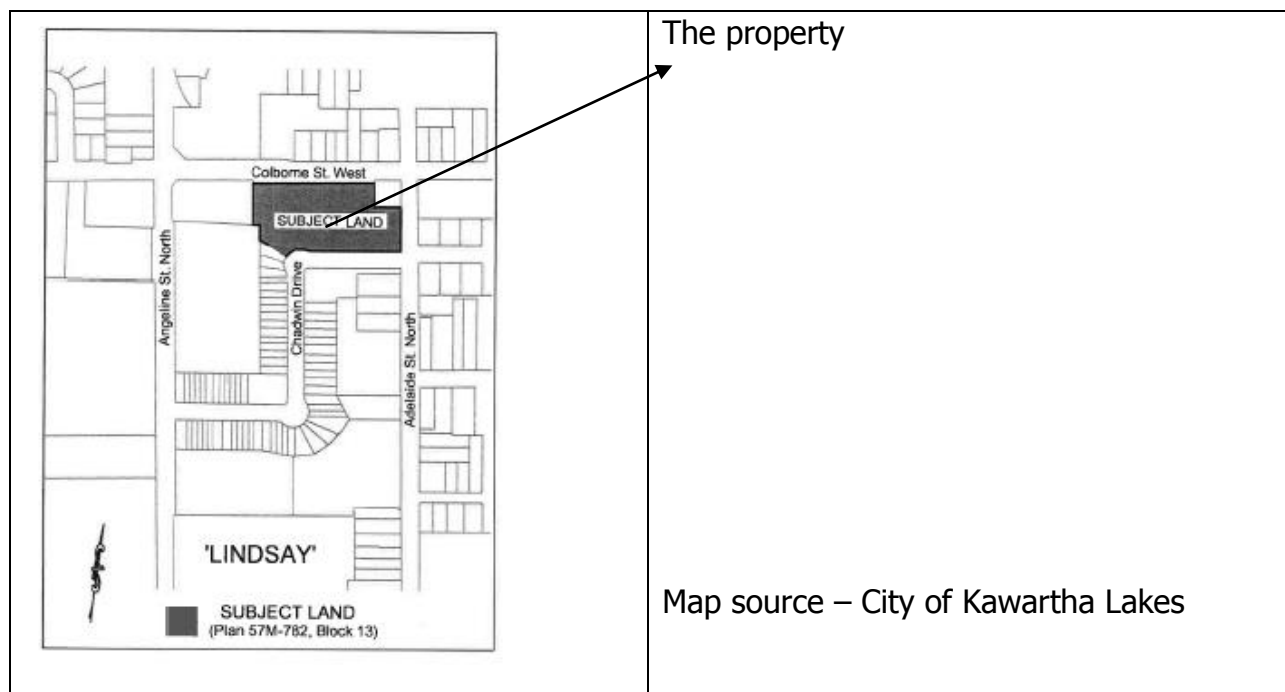 Colborne St. West
SUBJECT LAND
Angeline St. North
Chadwin Drive
Adelaide St. North
'LINDSAY'
SUBJECT LAND
(Plan 57M-782, Block 13)
The property
Map source – City of Kawartha Lakes